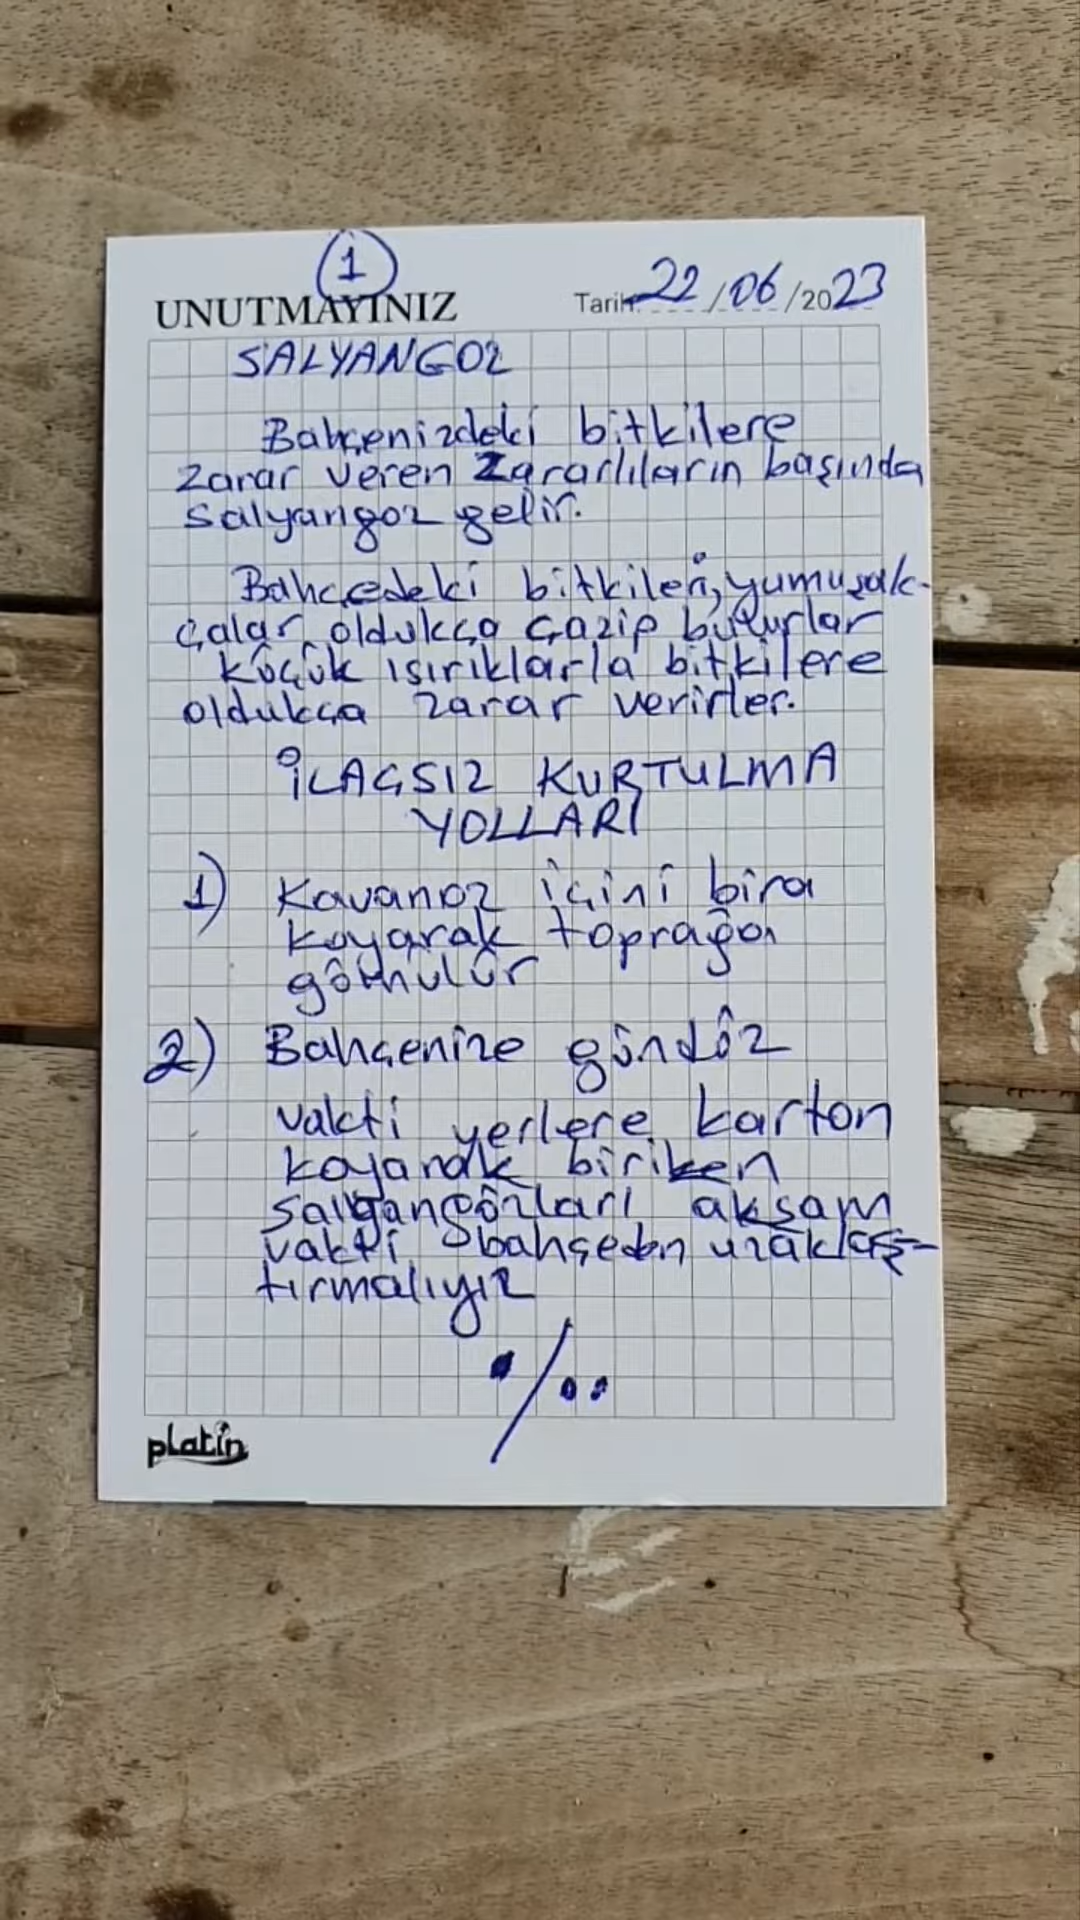 1
UNUTMAYINIZ Tarih: 22/06/2023
SALYANGOZ
Bahçenizdeki bitkilere
zarar veren zararlıların başında
salyangoz gelir.
Bahçedeki bitkileri, yumuşak-
çalar oldukça cazip bulurlar
küçük ısırıklarla bitkilere
oldukça zarar verirler.
İLAÇSIZ KURTULMA
YOLLARI
1) Kavanoz içini bira
koyarak toprağa
gömülür
2) Bahçenize gündüz
vakti yerlere karton
koyarak biriken
salyangözları akşam
vakti bahçeden uzaklaş-
tırmalıyız
•/••
platin